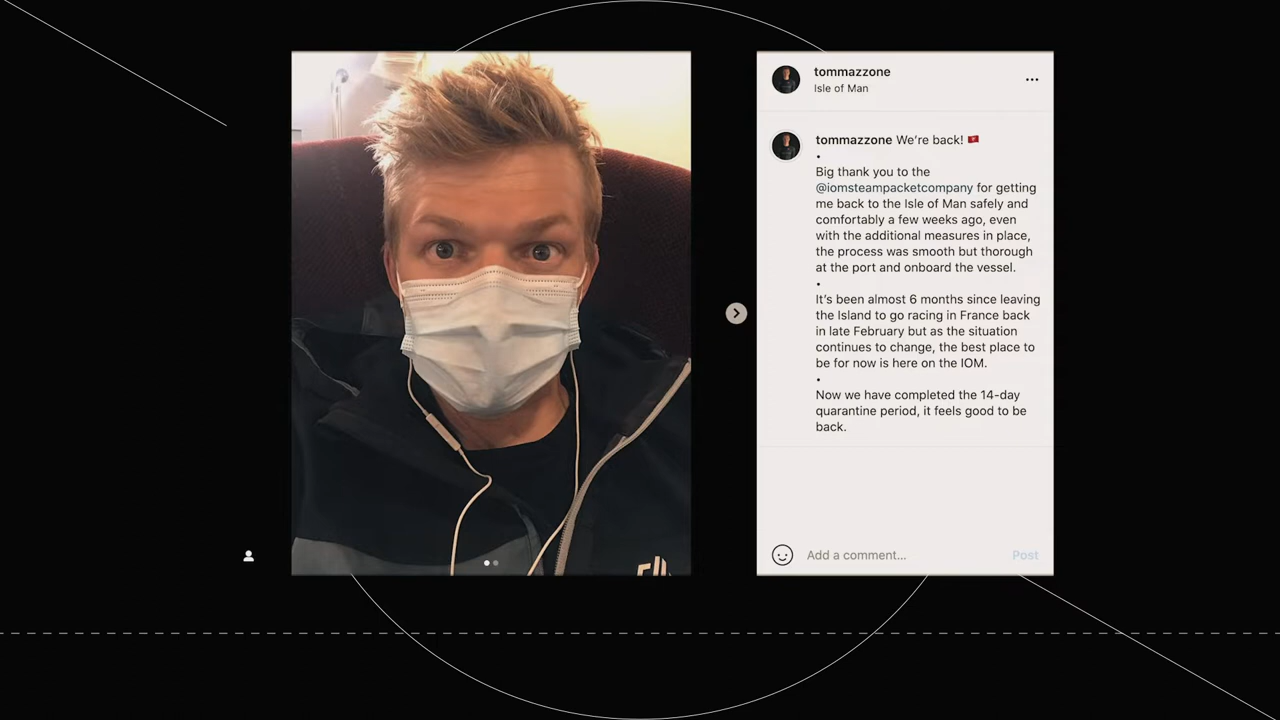 tommazzone
Isle of Man
tommazzone We're back! 🇮🇲
•
Big thank you to the
@iomsteampacketcompany for getting
me back to the Isle of Man safely and
comfortably a few weeks ago, even
with the additional measures in place,
the process was smooth but thorough
at the port and onboard the vessel.
•
It's been almost 6 months since leaving
the Island to go racing in France back
in late February but as the situation
continues to change, the best place to
be for now is here on the IOM.
•
Now we have completed the 14-day
quarantine period, it feels good to be
back.
Add a comment...
Post